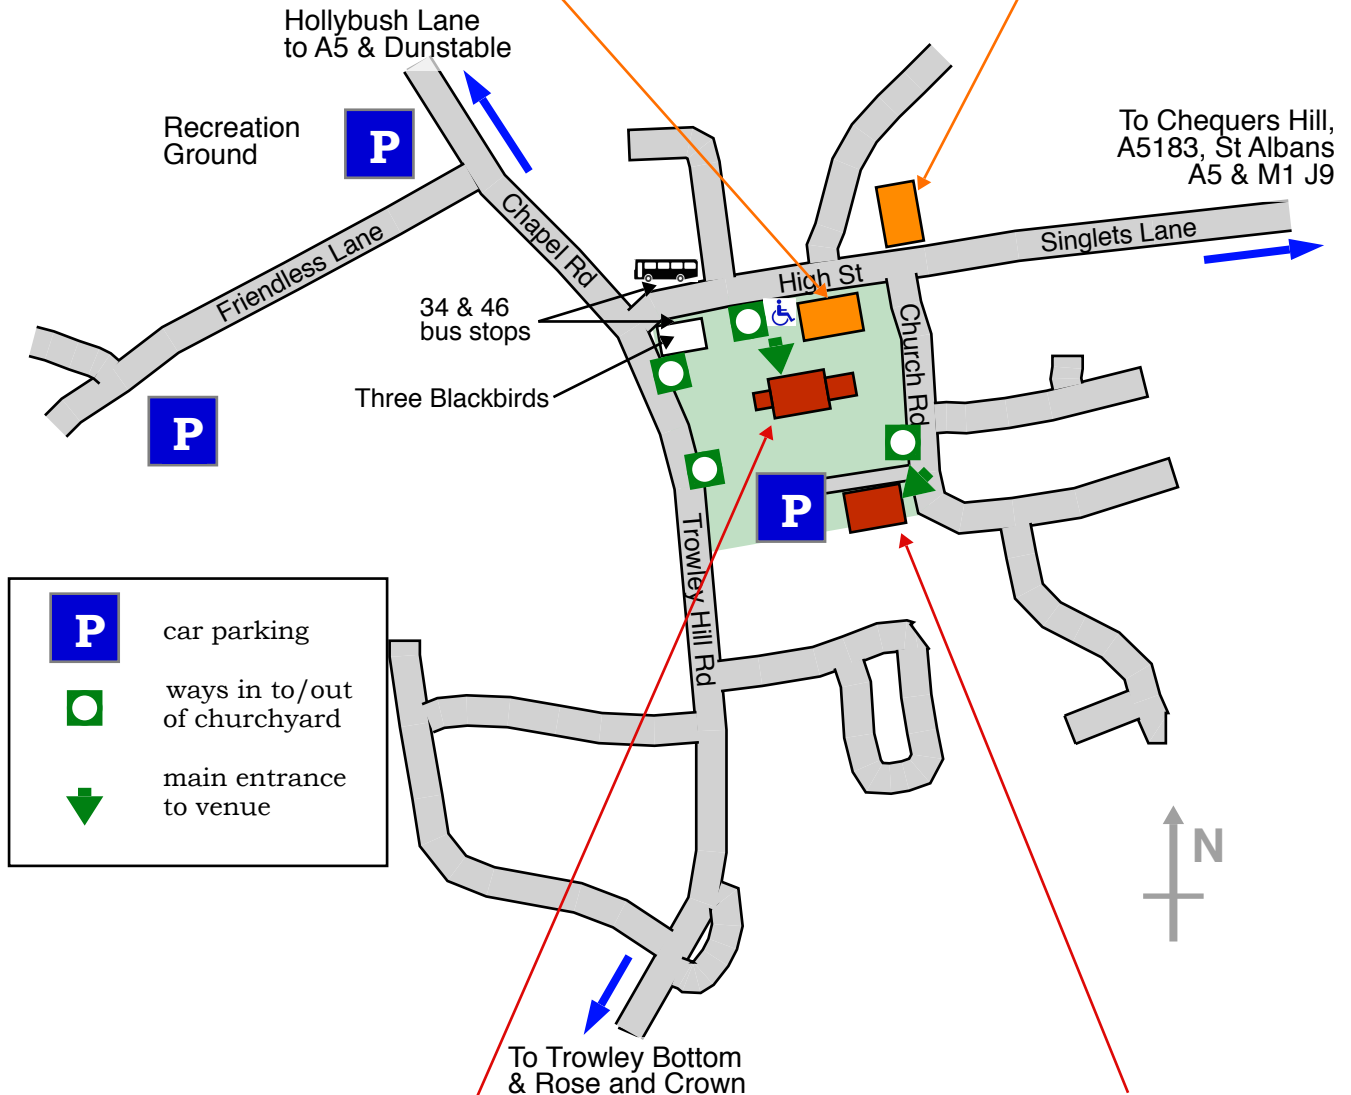 Hollybush Lane
to A5 & Dunstable
Recreation
Ground
P
To Chequers Hill,
A5183, St Albans
A5 & M1 J9
Chapel Rd
Friendless Lane
High St
Singlets Lane
34 & 46
bus stops
Church Rd
Three Blackbirds
P
P
Trowley Hill Rd
P
car parking
ways in to/out
of churchyard
main entrance
to venue
N
To Trowley Bottom
& Rose and Crown